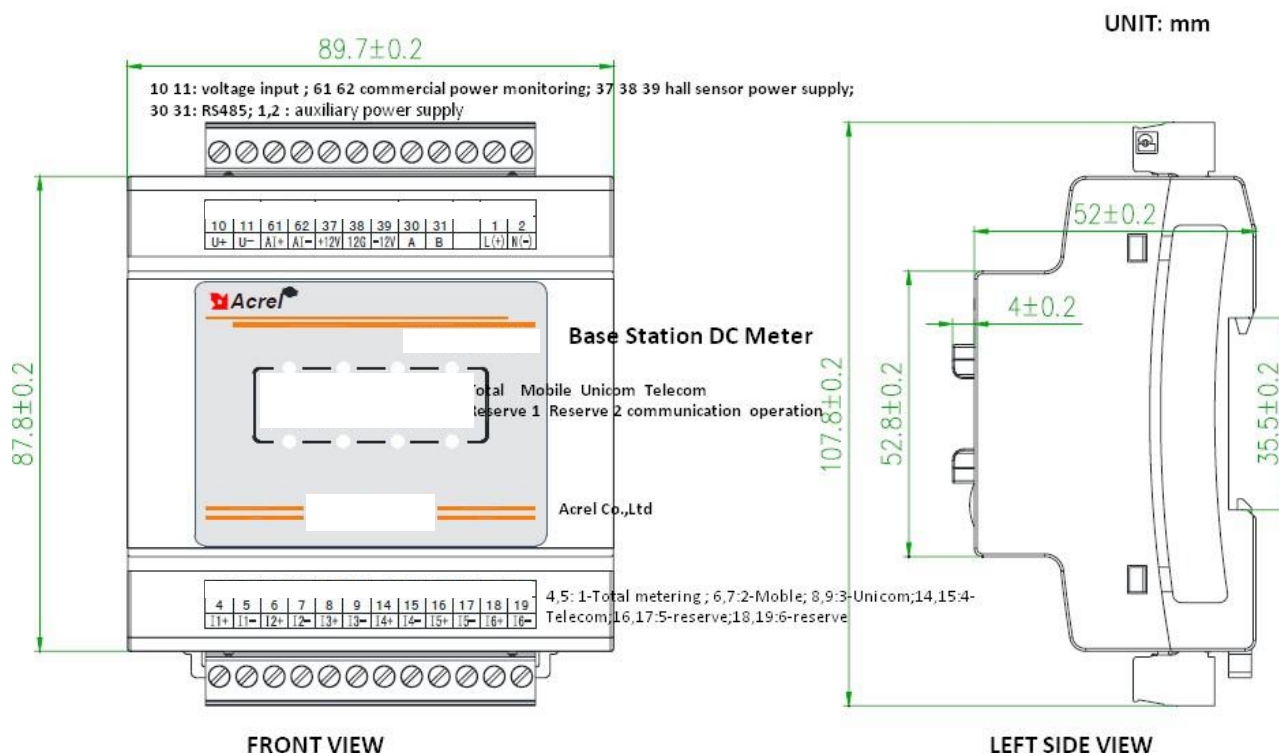 UNIT: mm
89.7±0.2
10 11: voltage input ; 61 62 commercial power monitoring; 37 38 39 hall sensor power supply;
30 31: RS485; 1,2 : auxiliary power supply
10 11 61 62 37 38 39 30 31 1 2
U+ U- AI+ AI- +12V 12G -12V A B L(+) N(-)
52±0.2
Acrel
4±0.2
Base Station DC Meter
87.8±0.2
Total Mobile Unicom Telecom
Reserve 1 Reserve 2 communication operation
107.8±0.2
52.8±0.2
35.5±0.2
Acrel Co.,Ltd
4 5 6 7 8 9 14 15 16 17 18 19
I1+ I1- I2+ I2- I3+ I3- I4+ I4- I5+ I5- I6+ I6-
4,5: 1-Total metering ; 6,7:2-Moble; 8,9:3-Unicom;14,15:4-
Telecom;16,17:5-reserve;18,19:6-reserve
FRONT VIEW
LEFT SIDE VIEW